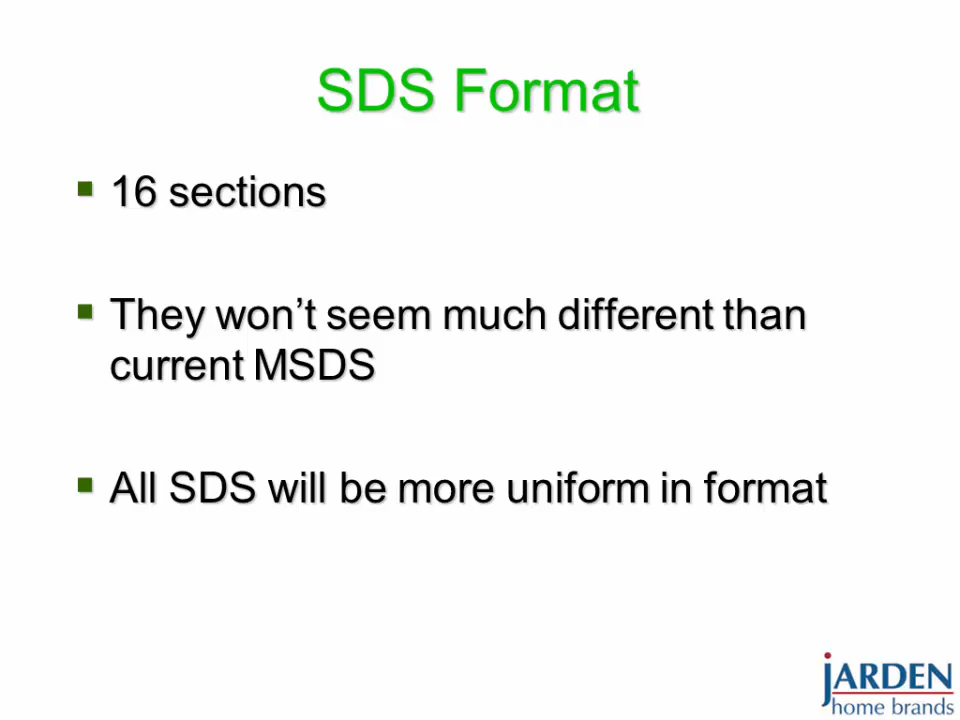 SDS Format
▪ 16 sections
▪ They won't seem much different than
current MSDS
▪ All SDS will be more uniform in format
jARDEN
home brands